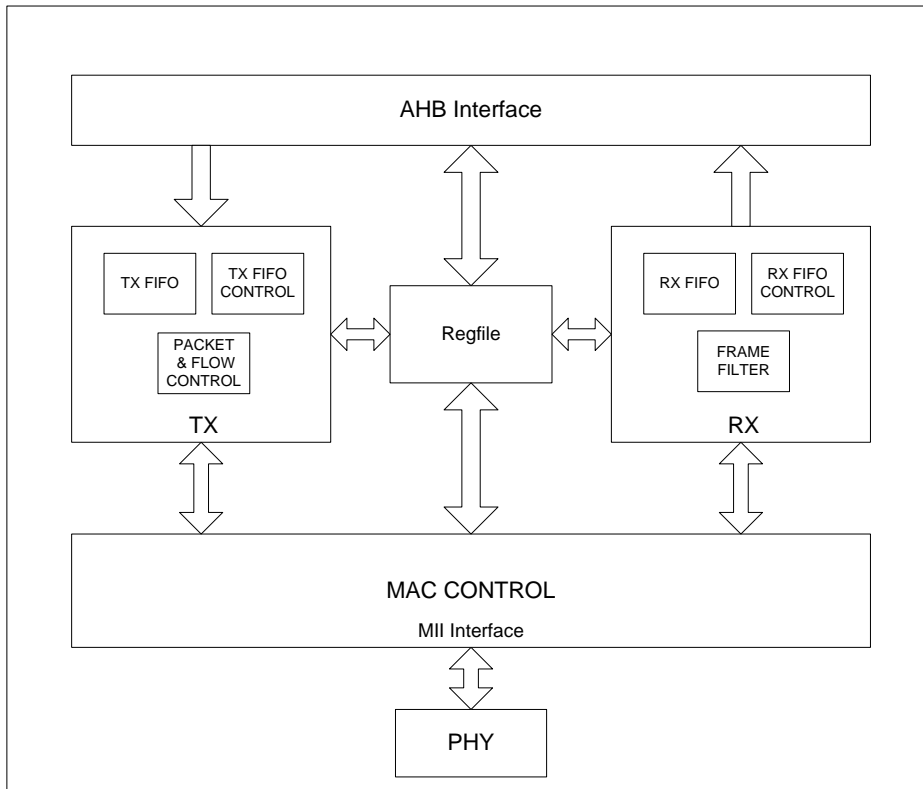 AHB Interface
TX FIFO
TX FIFO
CONTROL
PACKET
& FLOW
CONTROL
TX
Regfile
RX FIFO
RX FIFO
CONTROL
FRAME
FILTER
RX
MAC CONTROL
MII Interface
PHY